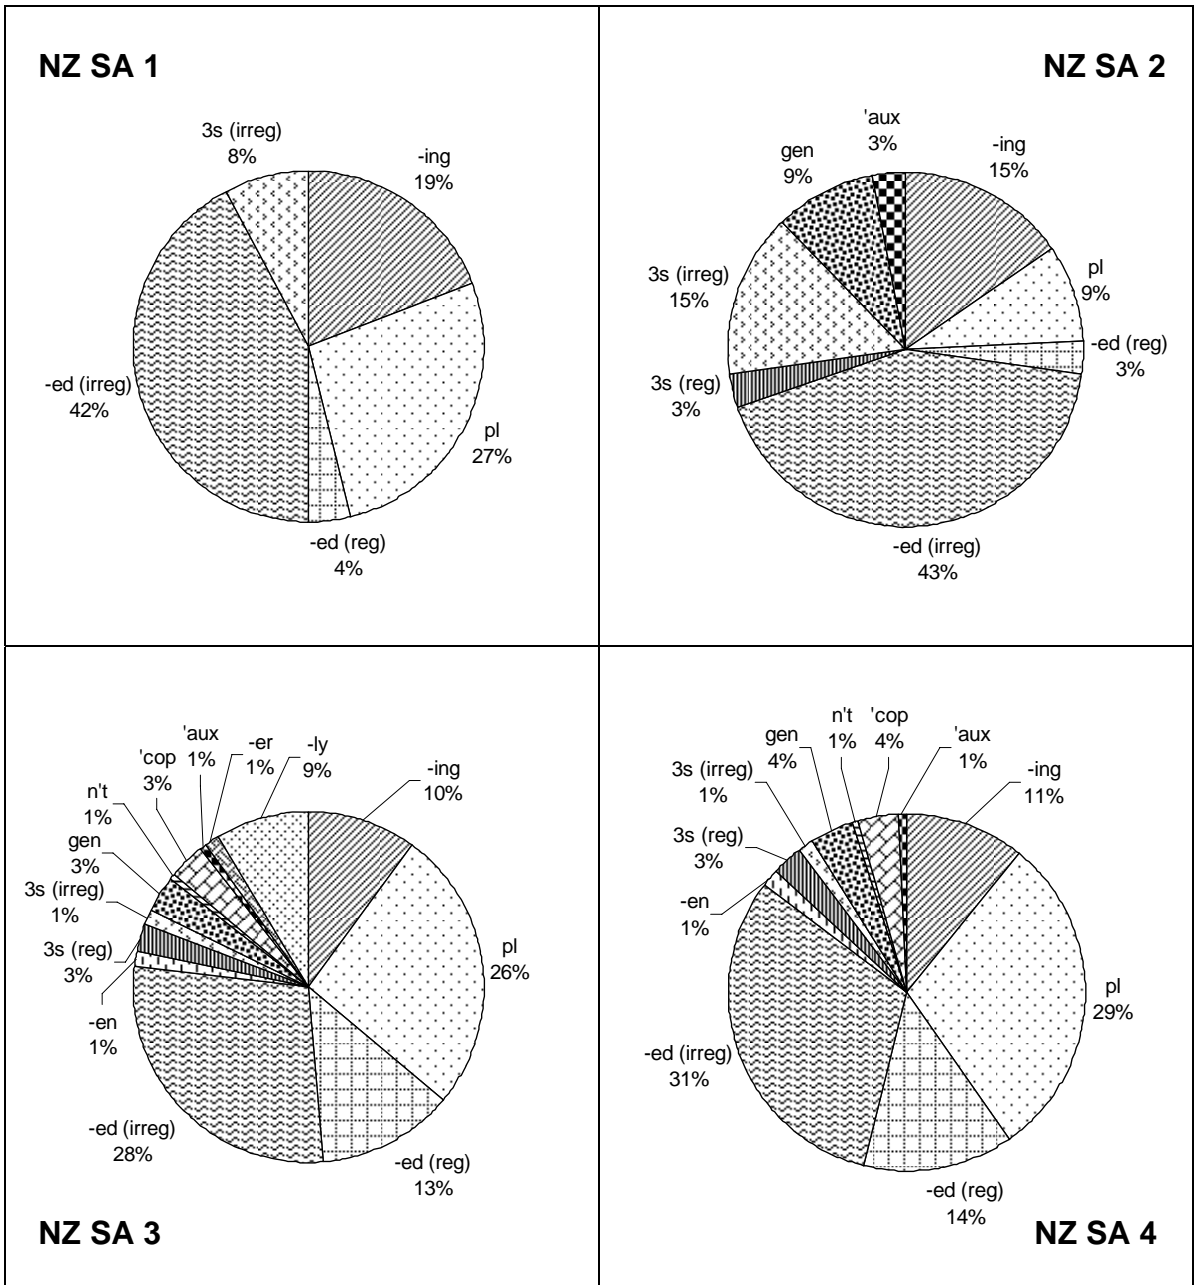 NZ SA 1
3s (irreg)
8%
-ing
19%
-ed (irreg)
42%
pl
27%
-ed (reg)
4%
NZ SA 2
'aux
3%
gen
9%
-ing
15%
3s (irreg)
15%
pl
9%
-ed (reg)
3%
3s (reg)
3%
-ed (irreg)
43%
'aux
1%
'cop
3%
-er
1%
-ly
9%
-ing
10%
n't
1%
gen
3%
3s (irreg)
1%
3s (reg)
3%
-en
1%
pl
26%
-ed (irreg)
28%
-ed (reg)
13%
NZ SA 3
n't
1%
'cop
4%
'aux
1%
gen
4%
-ing
11%
3s (irreg)
1%
3s (reg)
3%
-en
1%
pl
29%
-ed (irreg)
31%
-ed (reg)
14%
NZ SA 4